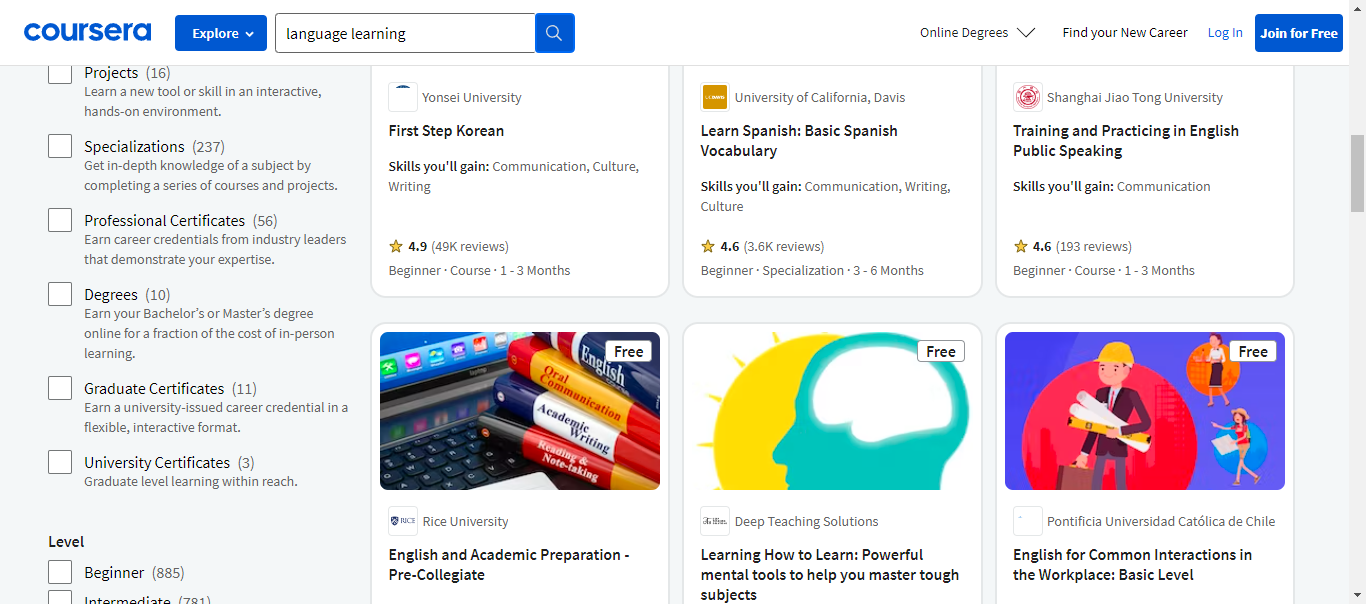 coursera
Explore
language learning
Online Degrees
Find your New Career
Log In
Join for Free
Projects (16)
Learn a new tool or skill in an interactive,
hands-on environment.
Specializations (237)
Get in-depth knowledge of a subject by
completing a series of courses and projects.
Professional Certificates (56)
Earn career credentials from industry leaders
that demonstrate your expertise.
Degrees (10)
Earn your Bachelor’s or Master’s degree
online for a fraction of the cost of in-person
learning.
Graduate Certificates (11)
Earn a university-issued career credential in a
flexible, interactive format.
University Certificates (3)
Graduate level learning within reach.
Level
Beginner (885)
Intermediate (781)
Yonsei University
First Step Korean
Skills you'll gain: Communication, Culture,
Writing
4.9 (49K reviews)
Beginner · Course · 1 - 3 Months
University of California, Davis
Learn Spanish: Basic Spanish
Vocabulary
Skills you'll gain: Communication, Writing,
Culture
4.6 (3.6K reviews)
Beginner · Specialization · 3 - 6 Months
Shanghai Jiao Tong University
Training and Practicing in English
Public Speaking
Skills you'll gain: Communication
4.6 (193 reviews)
Beginner · Course · 1 - 3 Months
Free
English
Oral
Communication
Academic
Writing
Reading &
Note-taking
RICE
Rice University
English and Academic Preparation -
Pre-Collegiate
Free
Deep Teaching Solutions
Learning How to Learn: Powerful
mental tools to help you master tough
subjects
Free
Pontificia Universidad Católica de Chile
English for Common Interactions in
the Workplace: Basic Level